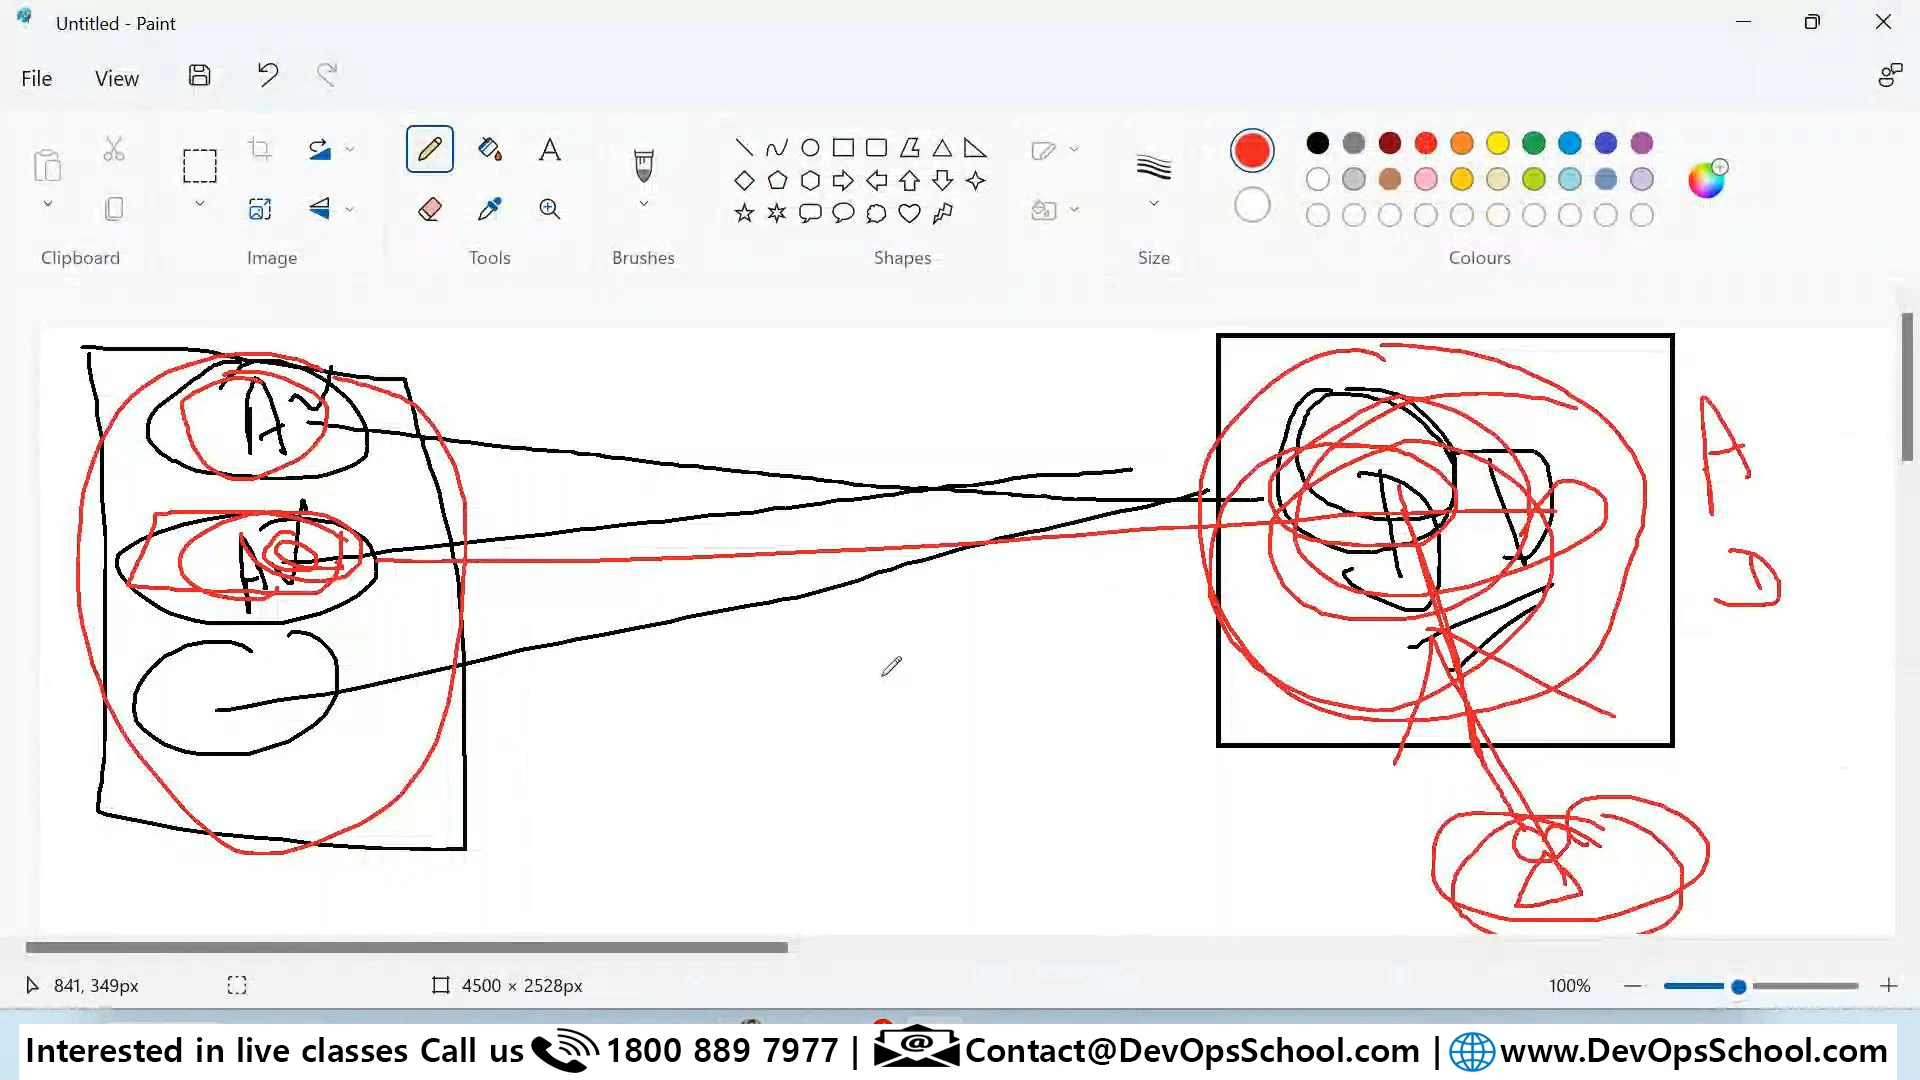 Untitled - Paint
File View
Clipboard Image Tools Brushes Shapes Size Colours
A
A
A
D
841, 349px 4500 × 2528px 100%
Interested in live classes Call us 1800 889 7977 | Contact@DevOpsSchool.com | www.DevOpsSchool.com